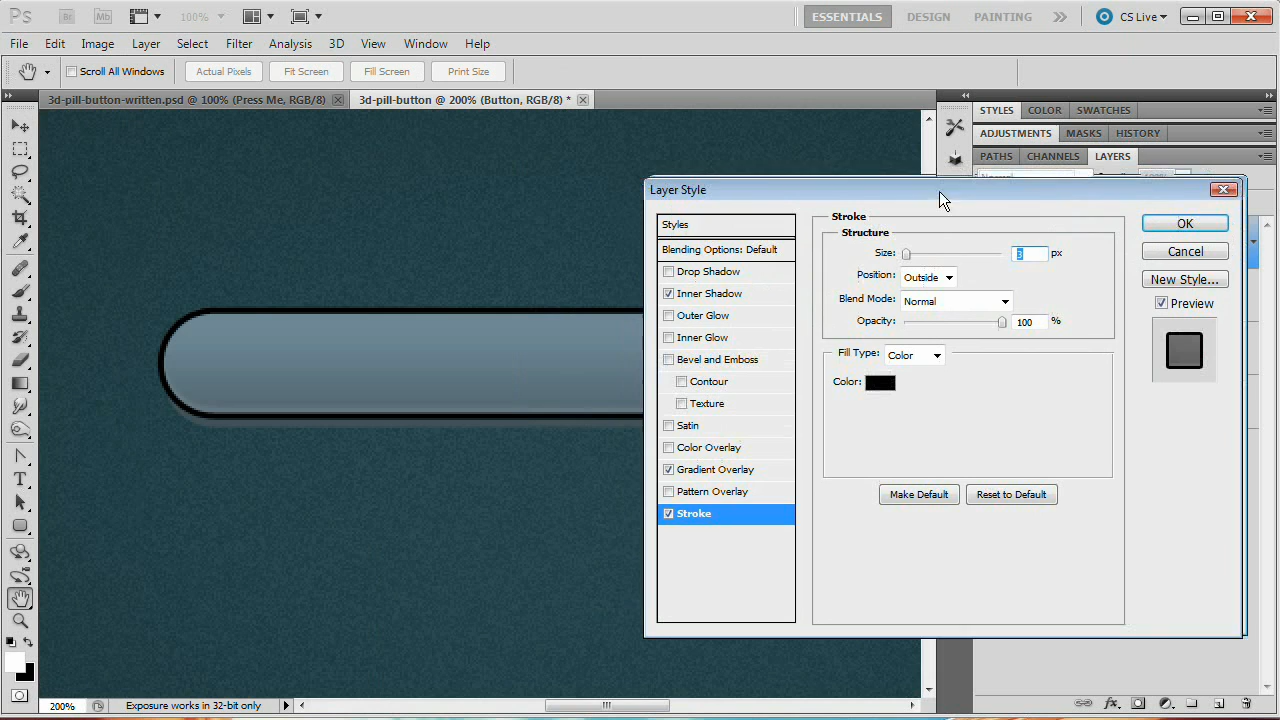 Ps Br Mb 100% ESSENTIALS DESIGN PAINTING CS Live
File Edit Image Layer Select Filter Analysis 3D View Window Help
Scroll All Windows Actual Pixels Fit Screen Fill Screen Print Size
3d-pill-button-written.psd @ 100% (Press Me, RGB/8) 3d-pill-button @ 200% (Button, RGB/8) *
STYLES COLOR SWATCHES
ADJUSTMENTS MASKS HISTORY
PATHS CHANNELS LAYERS
Layer Style
Styles
Blending Options: Default
Drop Shadow
Inner Shadow
Outer Glow
Inner Glow
Bevel and Emboss
Contour
Texture
Satin
Color Overlay
Gradient Overlay
Pattern Overlay
Stroke
Stroke
Structure
Size: 3 px
Position: Outside
Blend Mode: Normal
Opacity: 100 %
Fill Type: Color
Color:
Make Default Reset to Default
OK
Cancel
New Style...
Preview
200% Exposure works in 32-bit only
fx